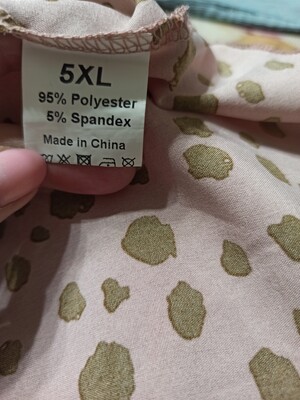 5XL
95% Polyester
5% Spandex
Made in China